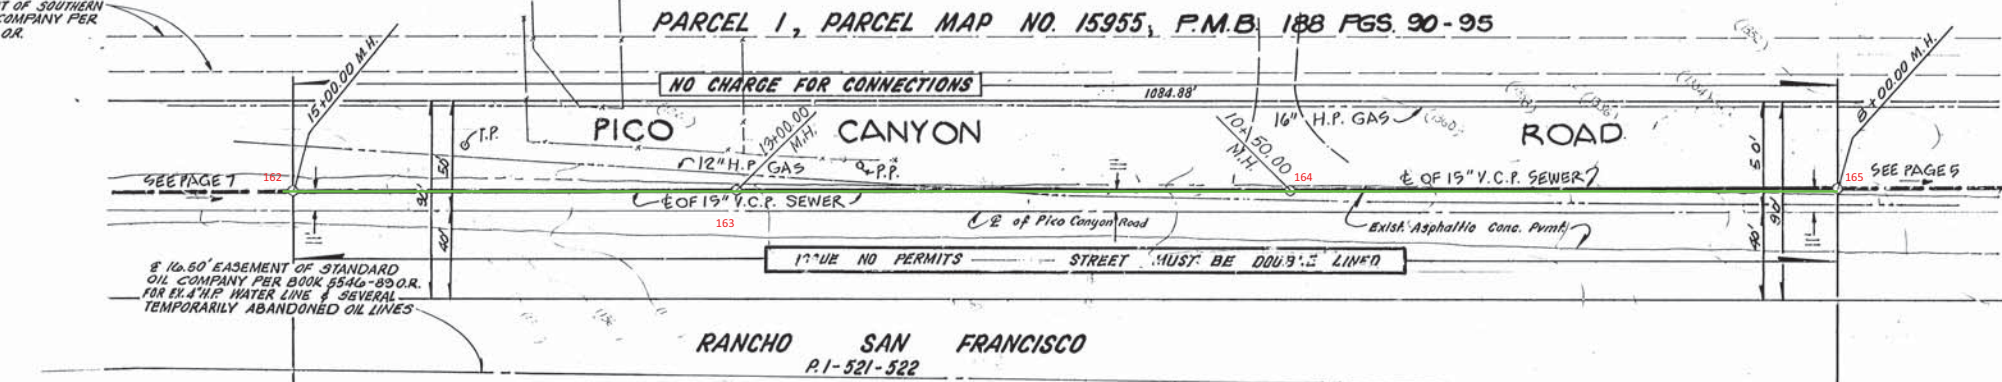 T OF SOUTHERN
COMPANY PER
OR.
PARCEL 1, PARCEL MAP NO. 15955, P.M.B. 188 PGS. 90-95
15+00.00 M.H.
NO CHARGE FOR CONNECTIONS
1084.88'
8+00.00 M.H.
T.P.
PICO CANYON ROAD
13+00.00
M.H.
10+50.00
M.H.
16" H.P. GAS
12" H.P. GAS
P.P.
50'
50'
SEE PAGE 7
162
℄ OF 15" V.C.P. SEWER
163
164
℄ OF 15" V.C.P. SEWER
165
SEE PAGE 5
℄ of Pico Canyon Road
Exist. Asphaltic Conc. Pvmt.
90'
40'
40'
90'
ISSUE NO PERMITS STREET MUST BE DOUBLE LINED
℄ 16.50' EASEMENT OF STANDARD
OIL COMPANY PER BOOK 5546-89 O.R.
FOR EX. 4" H.P. WATER LINE & SEVERAL
TEMPORARILY ABANDONED OIL LINES
RANCHO SAN FRANCISCO
P. 1-521-522